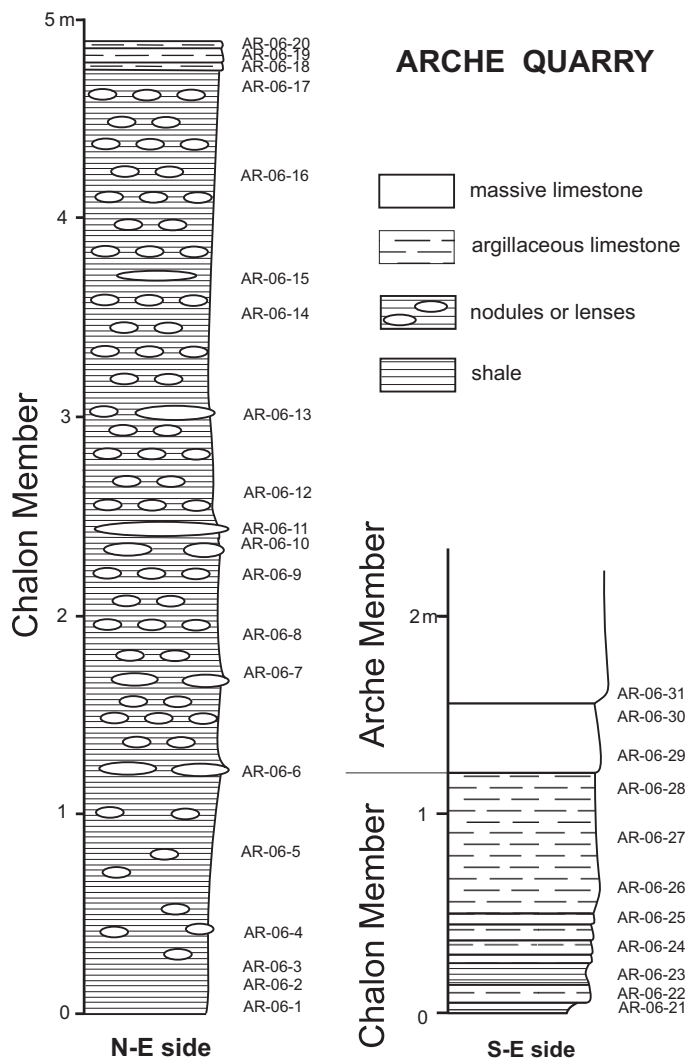 ARCHE QUARRY
massive limestone
argillaceous limestone
nodules or lenses
shale
5 m
4
3
2
1
0
Chalon Member
AR-06-20
AR-06-19
AR-06-18
AR-06-17
AR-06-16
AR-06-15
AR-06-14
AR-06-13
AR-06-12
AR-06-11
AR-06-10
AR-06-9
AR-06-8
AR-06-7
AR-06-6
AR-06-5
AR-06-4
AR-06-3
AR-06-2
AR-06-1
N-E side
Arche Member
Chalon Member
2 m
1
0
AR-06-31
AR-06-30
AR-06-29
AR-06-28
AR-06-27
AR-06-26
AR-06-25
AR-06-24
AR-06-23
AR-06-22
AR-06-21
S-E side